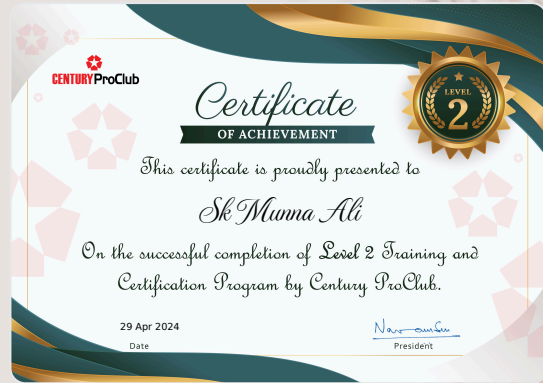 CENTURY ProClub
LEVEL
2
Certificate
OF ACHIEVEMENT
This certificate is proudly presented to
Sk Munna Ali
On the successful completion of Level 2 Training and
Certification Program by Century ProClub.
29 Apr 2024
Date
President